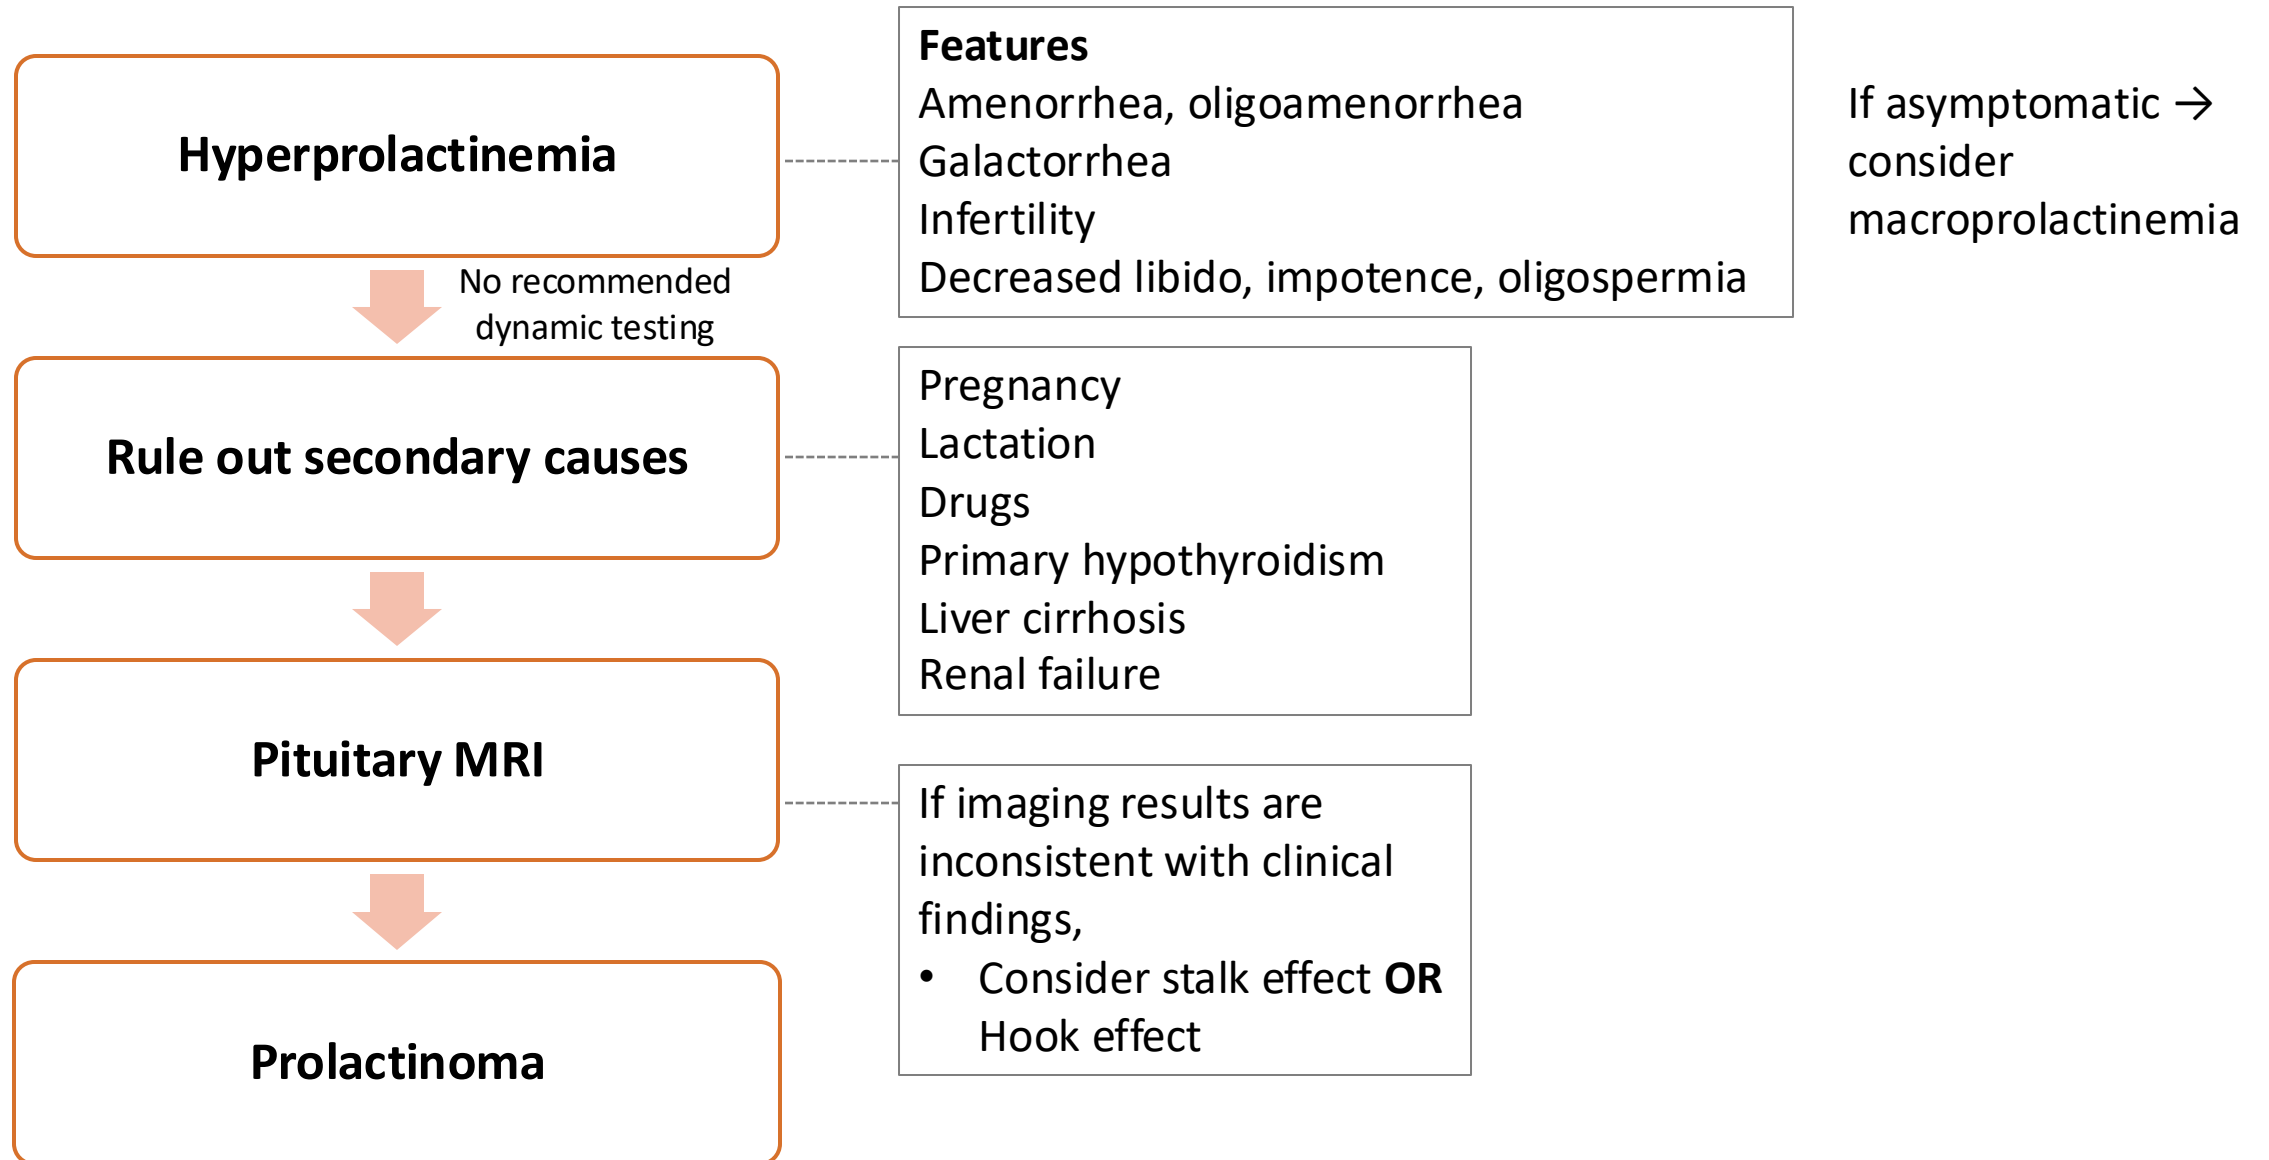 Hyperprolactinemia
Features
Amenorrhea, oligoamenorrhea
Galactorrhea
Infertility
Decreased libido, impotence, oligospermia
If asymptomatic →
consider
macroprolactinemia
No recommended
dynamic testing
Rule out secondary causes
Pregnancy
Lactation
Drugs
Primary hypothyroidism
Liver cirrhosis
Renal failure
Pituitary MRI
If imaging results are
inconsistent with clinical
findings,
• Consider stalk effect OR
Hook effect
Prolactinoma